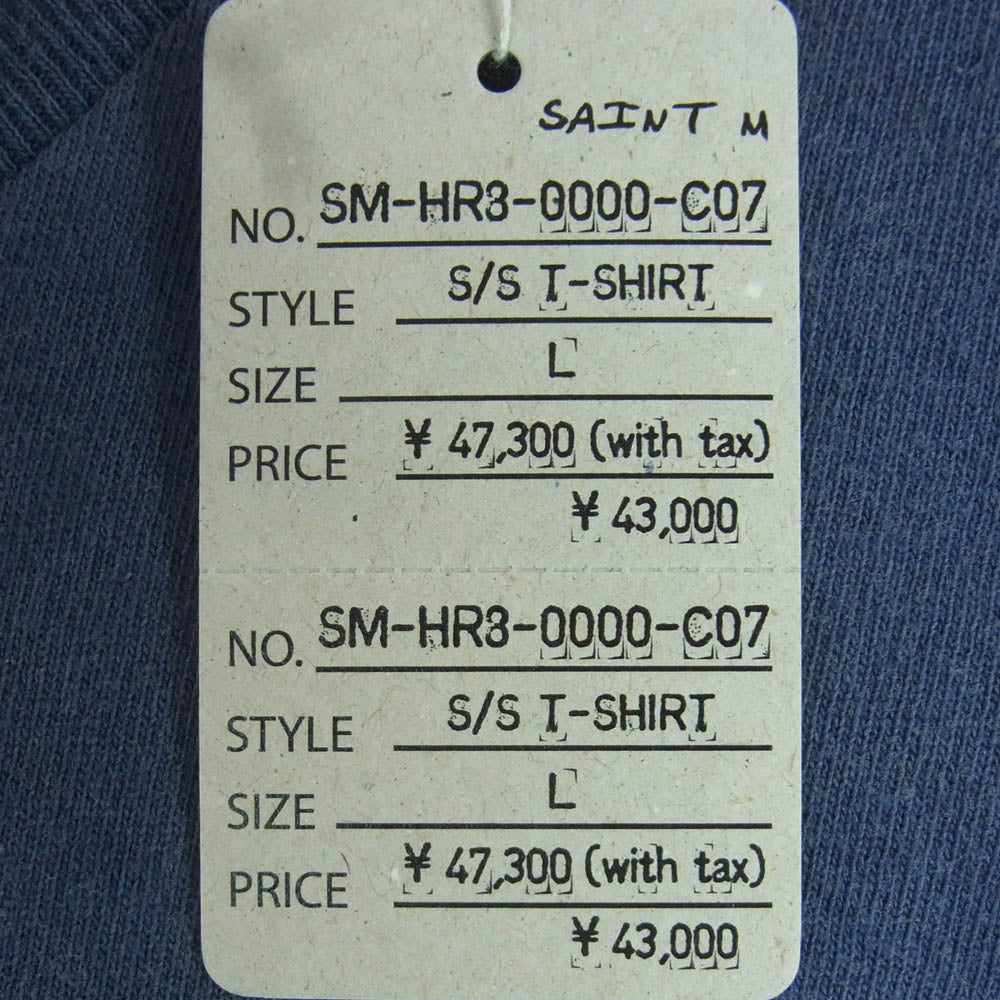 SAINT M
NO. SM-HR3-0000-C07
STYLE S/S T-SHIRT
SIZE L
PRICE ¥ 47,300 (with tax)
¥ 43,000
NO. SM-HR3-0000-C07
STYLE S/S T-SHIRT
SIZE L
PRICE ¥ 47,300 (with tax)
¥ 43,000